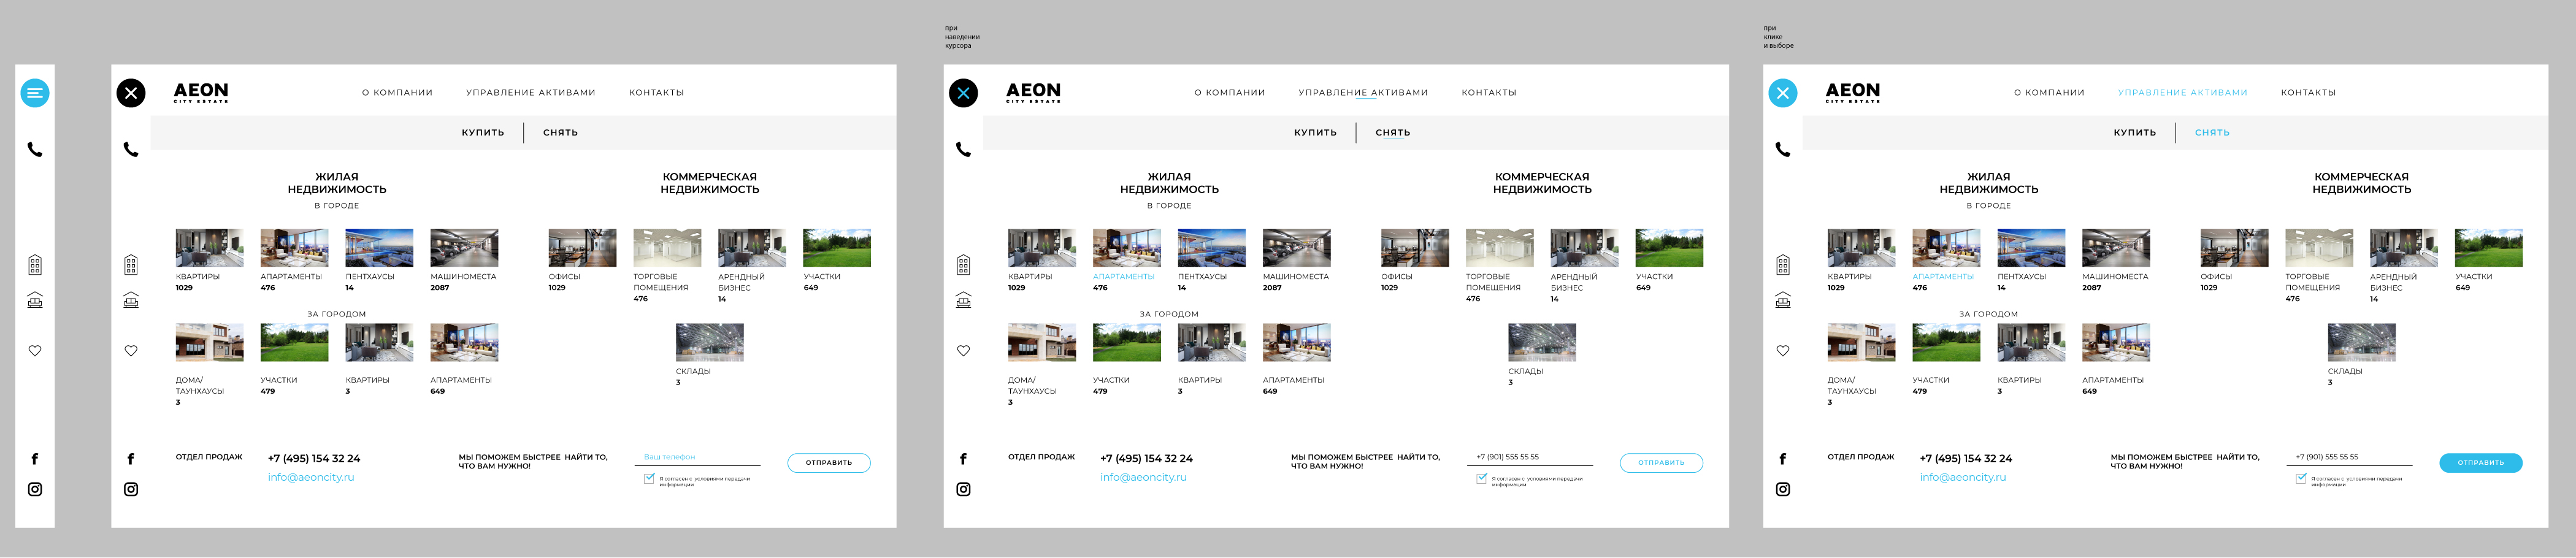 при
наведении
курсора
при
клике
и выборе
AEON
CITY ESTATE
О КОМПАНИИ УПРАВЛЕНИЕ АКТИВАМИ КОНТАКТЫ
КУПИТЬ СНЯТЬ
ЖИЛАЯ
НЕДВИЖИМОСТЬ
В ГОРОДЕ
КВАРТИРЫ
1029
АПАРТАМЕНТЫ
476
ПЕНТХАУСЫ
14
МАШИНОМЕСТА
2087
ЗА ГОРОДОМ
ДОМА/
ТАУНХАУСЫ
3
УЧАСТКИ
479
КВАРТИРЫ
3
АПАРТАМЕНТЫ
649
КОММЕРЧЕСКАЯ
НЕДВИЖИМОСТЬ
ОФИСЫ
1029
ТОРГОВЫЕ
ПОМЕЩЕНИЯ
476
АРЕНДНЫЙ
БИЗНЕС
14
УЧАСТКИ
649
СКЛАДЫ
3
ОТДЕЛ ПРОДАЖ
+7 (495) 154 32 24
info@aeoncity.ru
МЫ ПОМОЖЕМ БЫСТРЕЕ НАЙТИ ТО,
ЧТО ВАМ НУЖНО!
Ваш телефон
Я согласен с условиями передачи
информации
ОТПРАВИТЬ
AEON
CITY ESTATE
О КОМПАНИИ УПРАВЛЕНИЕ АКТИВАМИ КОНТАКТЫ
КУПИТЬ СНЯТЬ
ЖИЛАЯ
НЕДВИЖИМОСТЬ
В ГОРОДЕ
КВАРТИРЫ
1029
АПАРТАМЕНТЫ
476
ПЕНТХАУСЫ
14
МАШИНОМЕСТА
2087
ЗА ГОРОДОМ
ДОМА/
ТАУНХАУСЫ
3
УЧАСТКИ
479
КВАРТИРЫ
3
АПАРТАМЕНТЫ
649
КОММЕРЧЕСКАЯ
НЕДВИЖИМОСТЬ
ОФИСЫ
1029
ТОРГОВЫЕ
ПОМЕЩЕНИЯ
476
АРЕНДНЫЙ
БИЗНЕС
14
УЧАСТКИ
649
СКЛАДЫ
3
ОТДЕЛ ПРОДАЖ
+7 (495) 154 32 24
info@aeoncity.ru
МЫ ПОМОЖЕМ БЫСТРЕЕ НАЙТИ ТО,
ЧТО ВАМ НУЖНО!
+7 (901) 555 55 55
Я согласен с условиями передачи
информации
ОТПРАВИТЬ
AEON
CITY ESTATE
О КОМПАНИИ УПРАВЛЕНИЕ АКТИВАМИ КОНТАКТЫ
КУПИТЬ СНЯТЬ
ЖИЛАЯ
НЕДВИЖИМОСТЬ
В ГОРОДЕ
КВАРТИРЫ
1029
АПАРТАМЕНТЫ
476
ПЕНТХАУСЫ
14
МАШИНОМЕСТА
2087
ЗА ГОРОДОМ
ДОМА/
ТАУНХАУСЫ
3
УЧАСТКИ
479
КВАРТИРЫ
3
АПАРТАМЕНТЫ
649
КОММЕРЧЕСКАЯ
НЕДВИЖИМОСТЬ
ОФИСЫ
1029
ТОРГОВЫЕ
ПОМЕЩЕНИЯ
476
АРЕНДНЫЙ
БИЗНЕС
14
УЧАСТКИ
649
СКЛАДЫ
3
ОТДЕЛ ПРОДАЖ
+7 (495) 154 32 24
info@aeoncity.ru
МЫ ПОМОЖЕМ БЫСТРЕЕ НАЙТИ ТО,
ЧТО ВАМ НУЖНО!
+7 (901) 555 55 55
Я согласен с условиями передачи
информации
ОТПРАВИТЬ